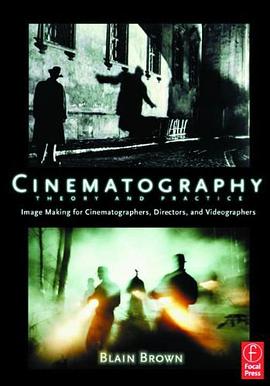 CINEMATOGRAPHY
THEORY AND PRACTICE
Image Making for Cinematographers, Directors, and Videographers
BLAIN BROWN
Focal
Press